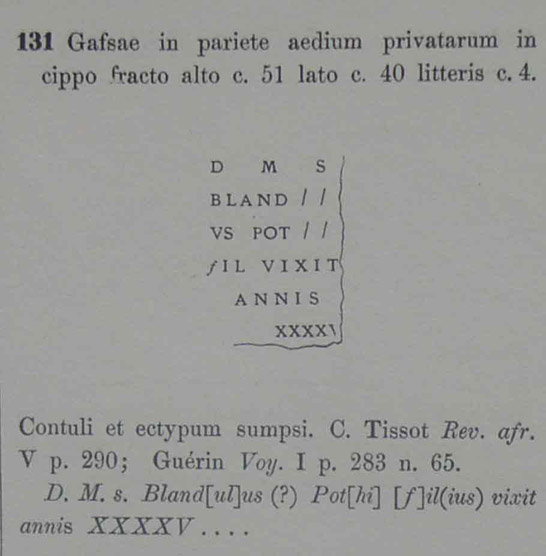 131 Gafsae in pariete aedium privatarum in
cippo fracto alto c. 51 lato c. 40 litteris c. 4.
D M S
BLAND / /
VS POT / /
fIL VIXIT
ANNIS
XXXXV
Contuli et ectypum sumpsi. C. Tissot Rev. afr.
V p. 290; Guérin Voy. I p. 283 n. 65.
D. M. s. Bland[ul]us (?) Pot[hi] [f]il(ius) vixit
annis XXXXV ....